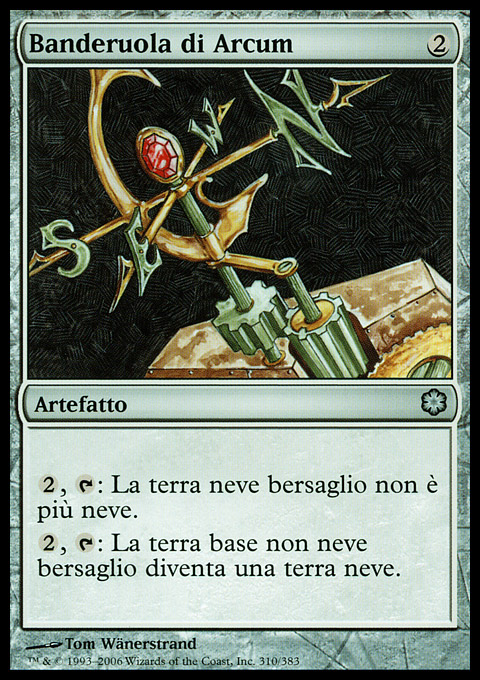 Banderuola di Arcum 2
N
S E
Artefatto
2, : La terra neve bersaglio non è
più neve.
2, : La terra base non neve
bersaglio diventa una terra neve.
Tom Wänerstrand
™ & © 1993–2006 Wizards of the Coast, Inc. 310/383